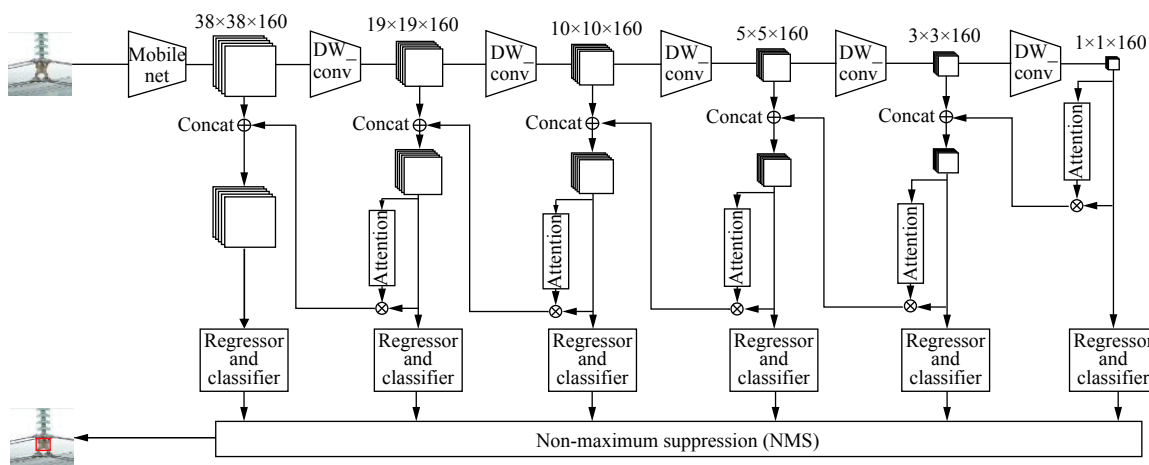 38×38×160
19×19×160
10×10×160
5×5×160
3×3×160
1×1×160
Mobile
net
DW_
conv
DW_
conv
DW_
conv
DW_
conv
DW_
conv
Concat
Concat
Concat
Concat
Concat
Attention
Attention
Attention
Attention
Attention
Regressor
and
classifier
Regressor
and
classifier
Regressor
and
classifier
Regressor
and
classifier
Regressor
and
classifier
Regressor
and
classifier
Non-maximum suppression (NMS)